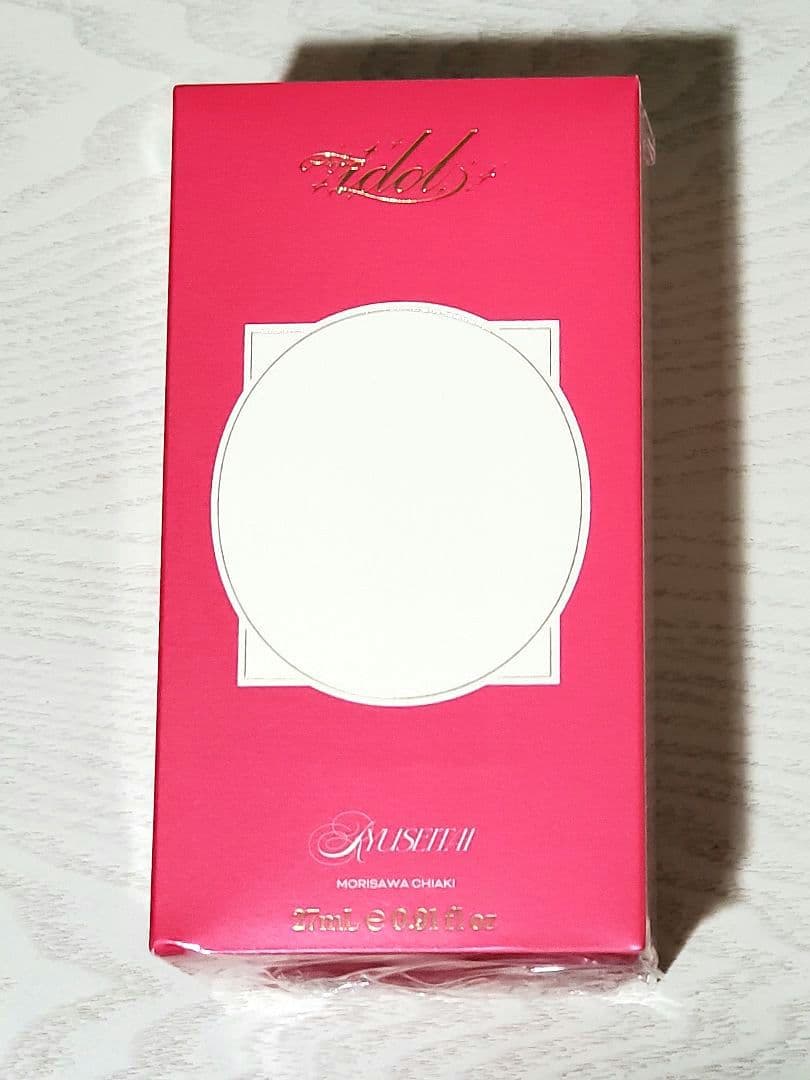 idol
RYUSEITAI
MORISAWA CHIAKI
27mL ℮ 0.91 fl oz